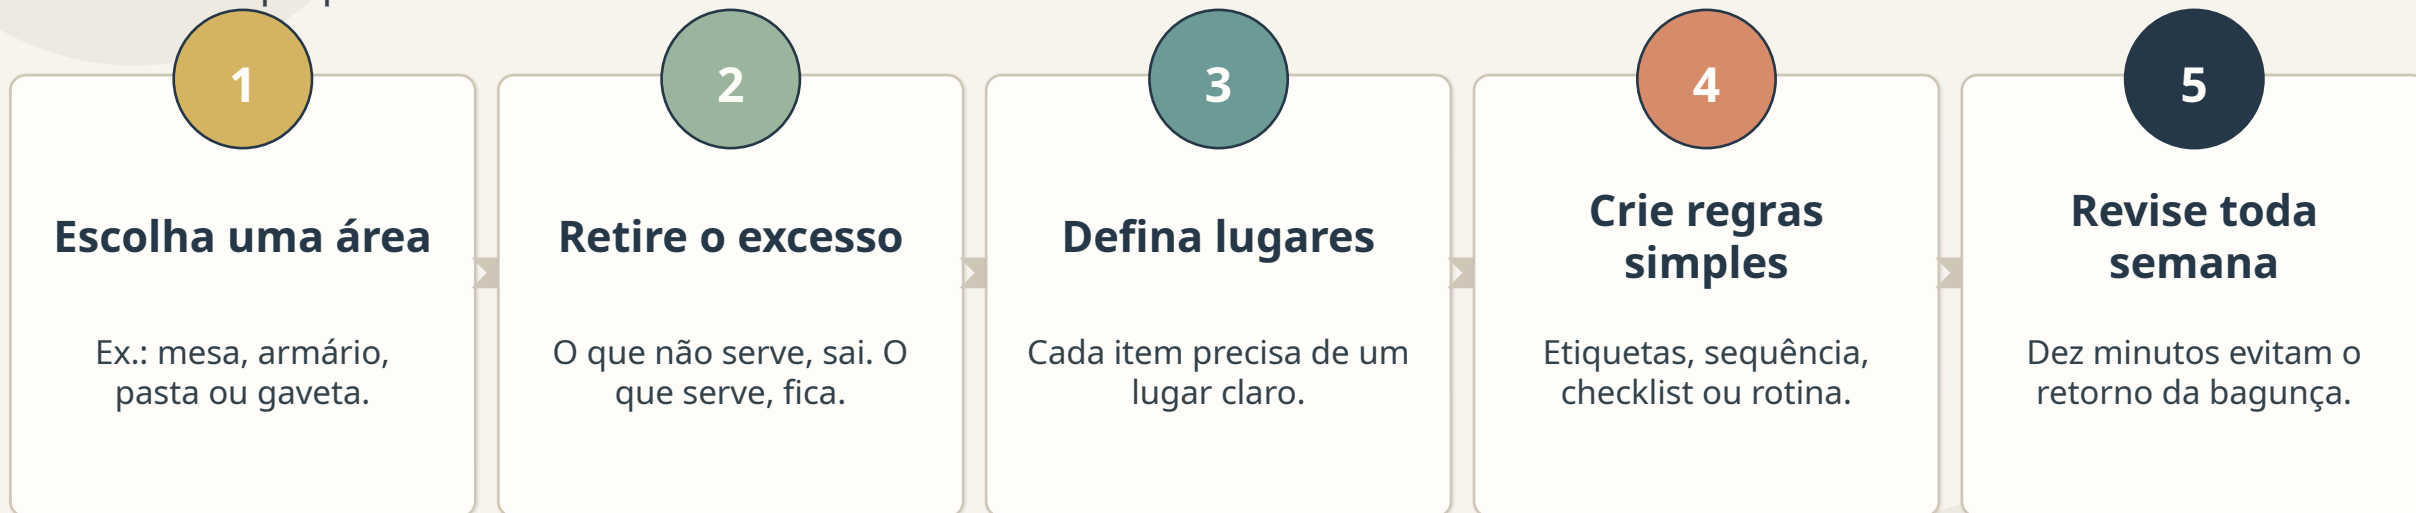 1
Escolha uma área
Ex.: mesa, armário,
pasta ou gaveta.
2
Retire o excesso
O que não serve, sai. O
que serve, fica.
3
Defina lugares
Cada item precisa de um
lugar claro.
4
Crie regras
simples
Etiquetas, sequência,
checklist ou rotina.
5
Revise toda
semana
Dez minutos evitam o
retorno da bagunça.